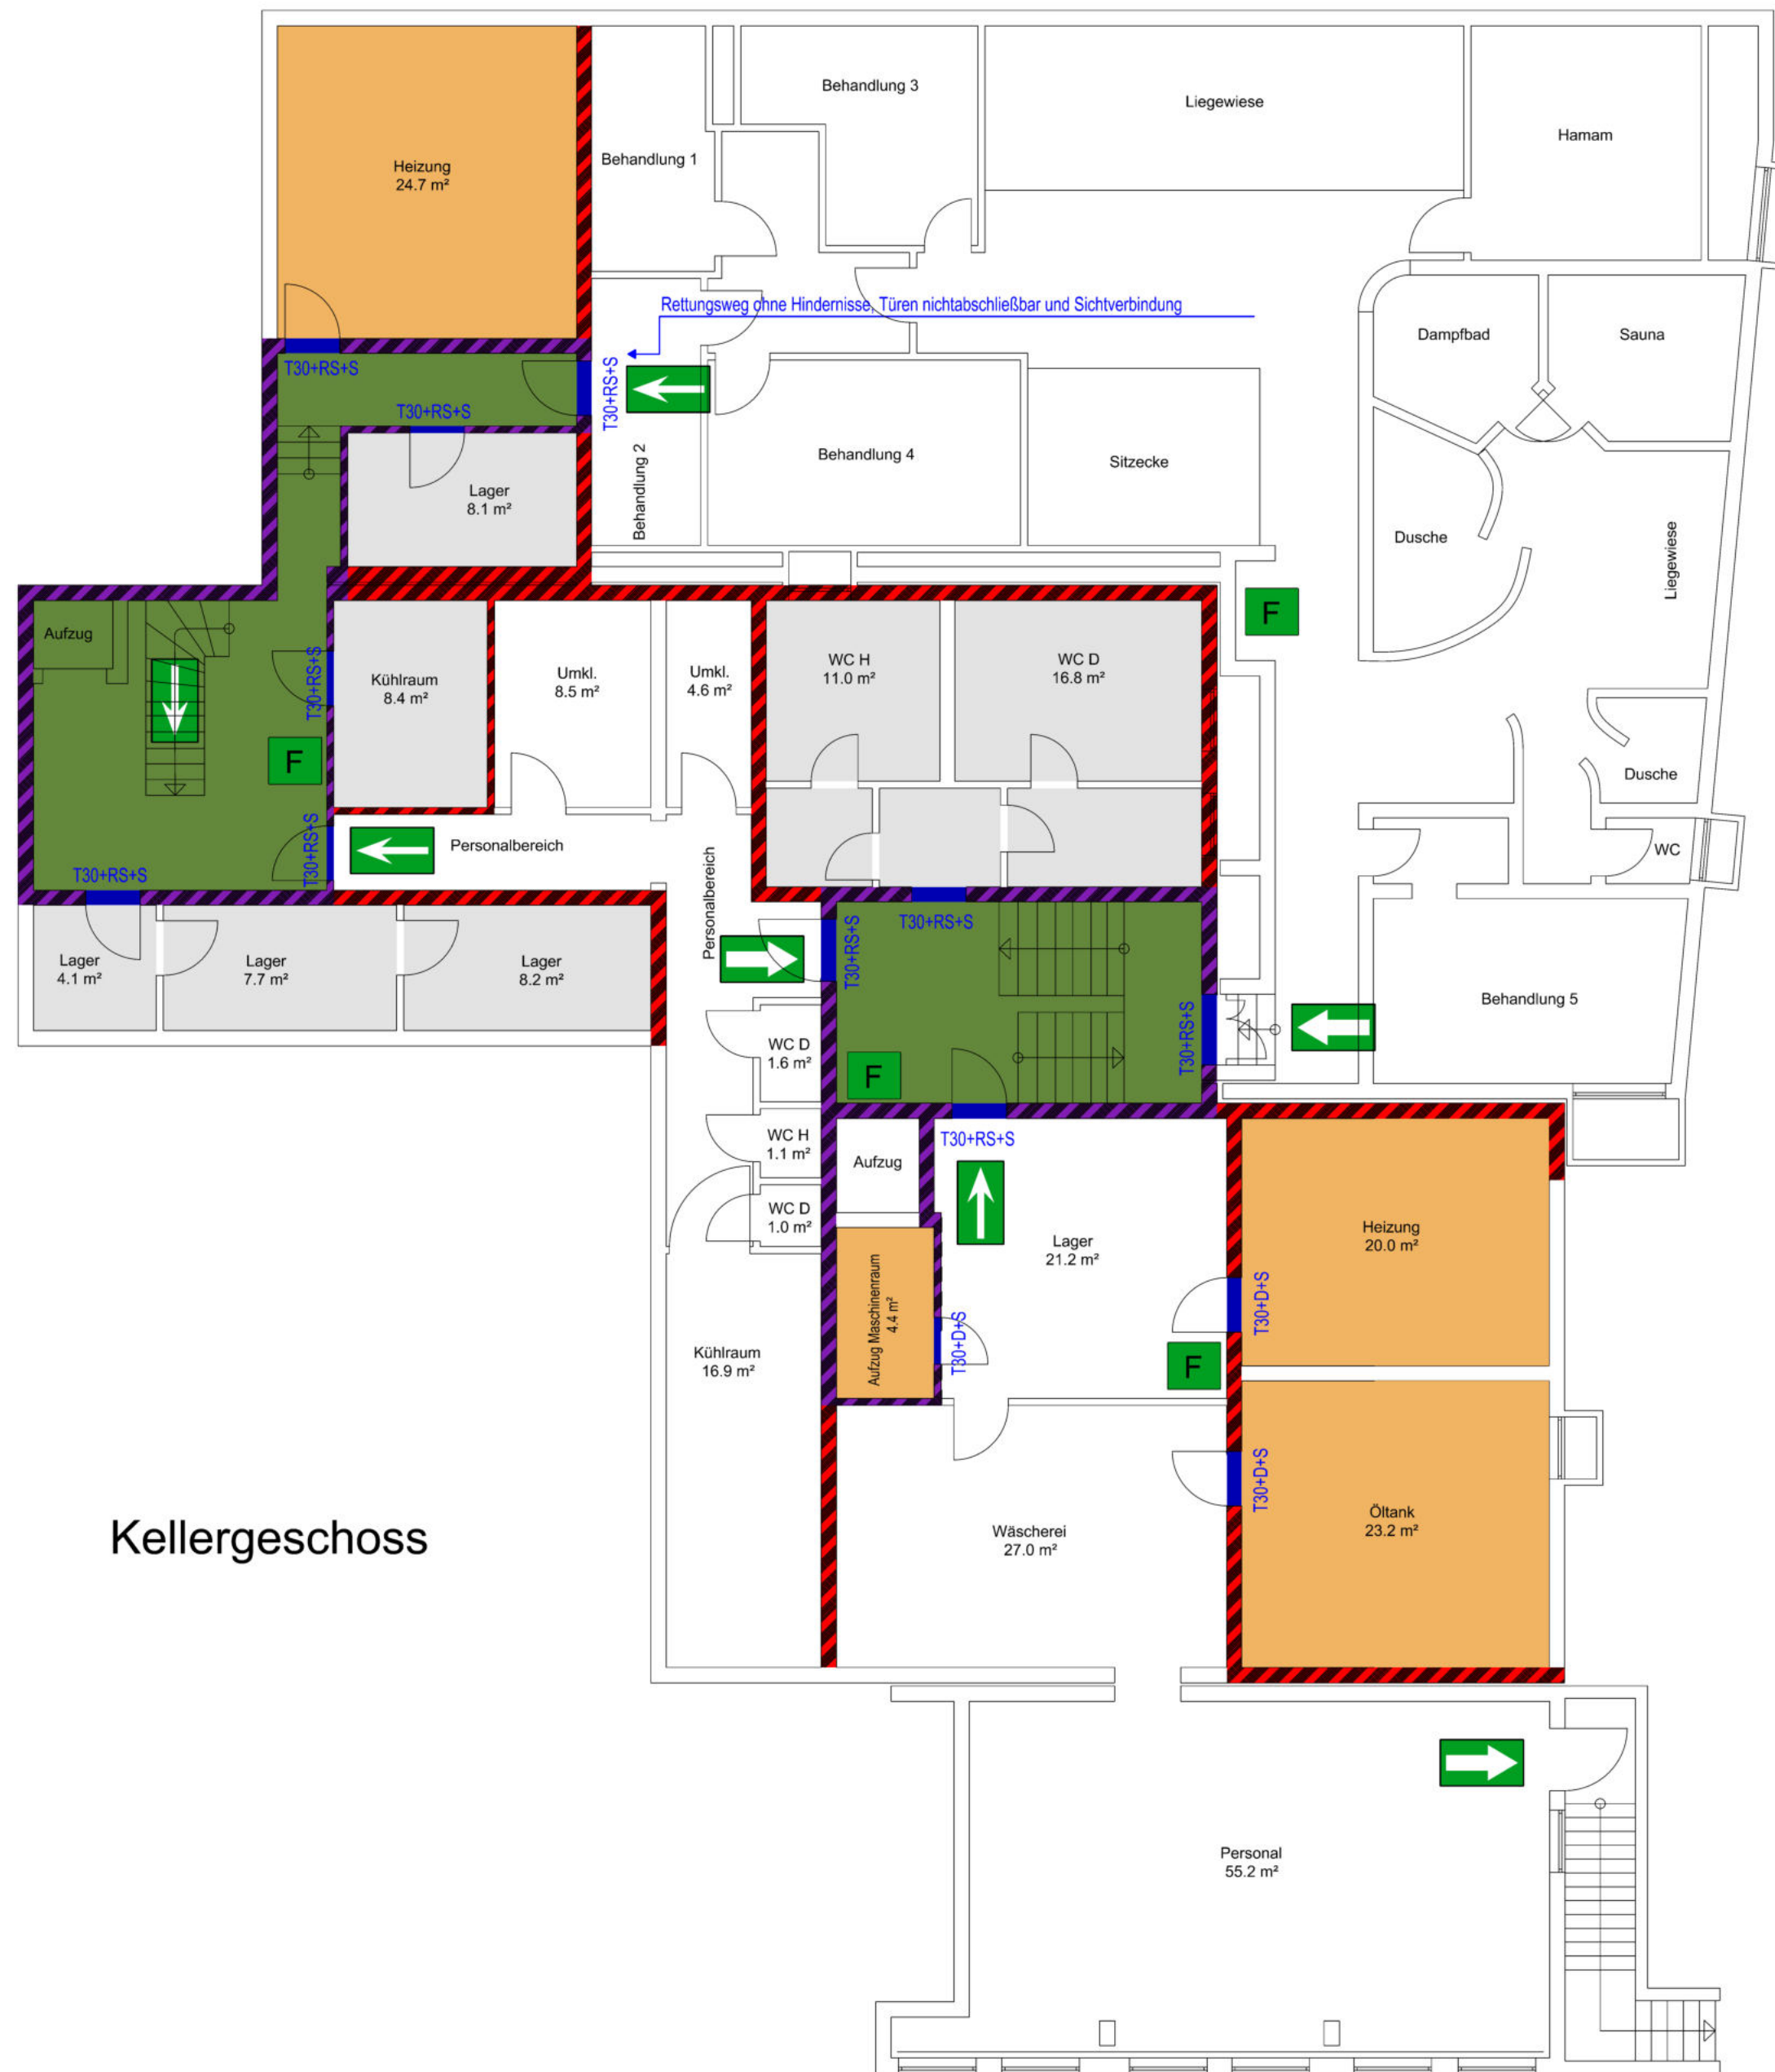 Behandlung 3
Liegewiese
Hamam
Behandlung 1
Heizung
24.7 m²
Rettungsweg ohne Hindernisse, Türen nichtabschließbar und Sichtverbindung
Dampfbad
Sauna
T30+RS+S
T30+RS+S
T30+RS+S
Behandlung 2
Behandlung 4
Sitzecke
Lager
8.1 m²
Dusche
Liegewiese
F
Aufzug
T30+RS+S
Kühlraum
8.4 m²
Umkl.
8.5 m²
Umkl.
4.6 m²
WC H
11.0 m²
WC D
16.8 m²
F
Dusche
T30+RS+S
Personalbereich
Personalbereich
WC
T30+RS+S
T30+RS+S
T30+RS+S
Lager
4.1 m²
Lager
7.7 m²
Lager
8.2 m²
Behandlung 5
T30+RS+S
WC D
1.6 m²
F
WC H
1.1 m²
T30+RS+S
Aufzug
WC D
1.0 m²
Lager
21.2 m²
Heizung
20.0 m²
Aufzug Maschinenraum
4.4 m²
T30+D+S
T30+D+S
Kühlraum
16.9 m²
F
T30+D+S
Kellergeschoss
Wäscherei
27.0 m²
Öltank
23.2 m²
Personal
55.2 m²